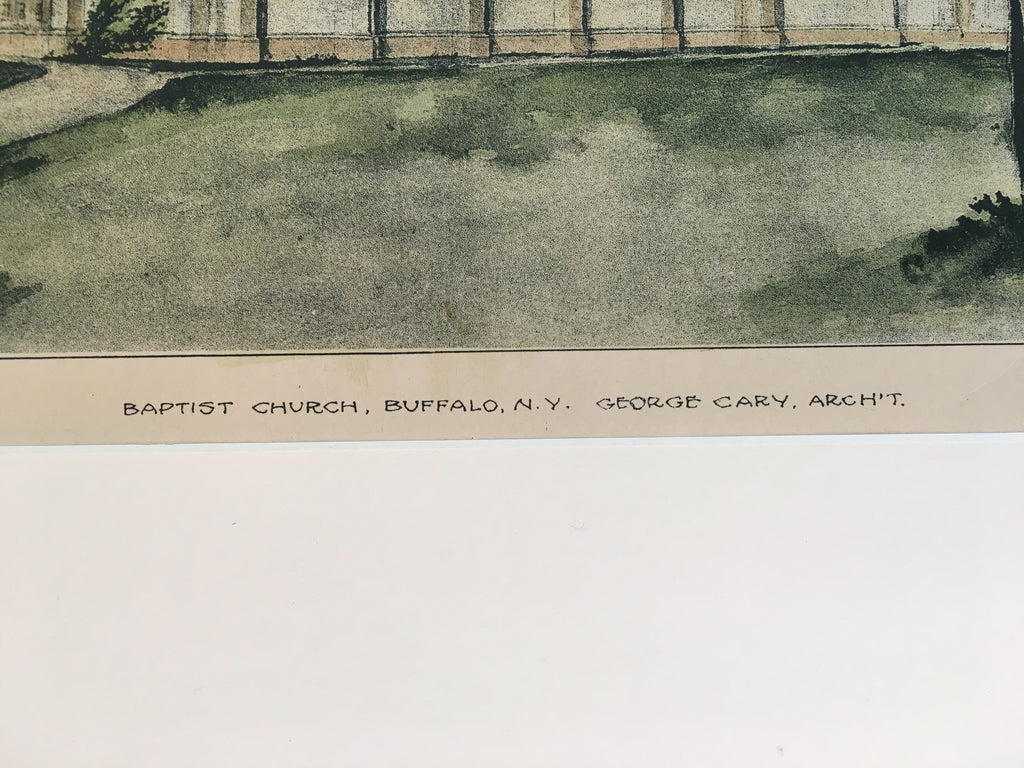 BAPTIST CHURCH, BUFFALO, N.Y. GEORGE CARY, ARCH'T.